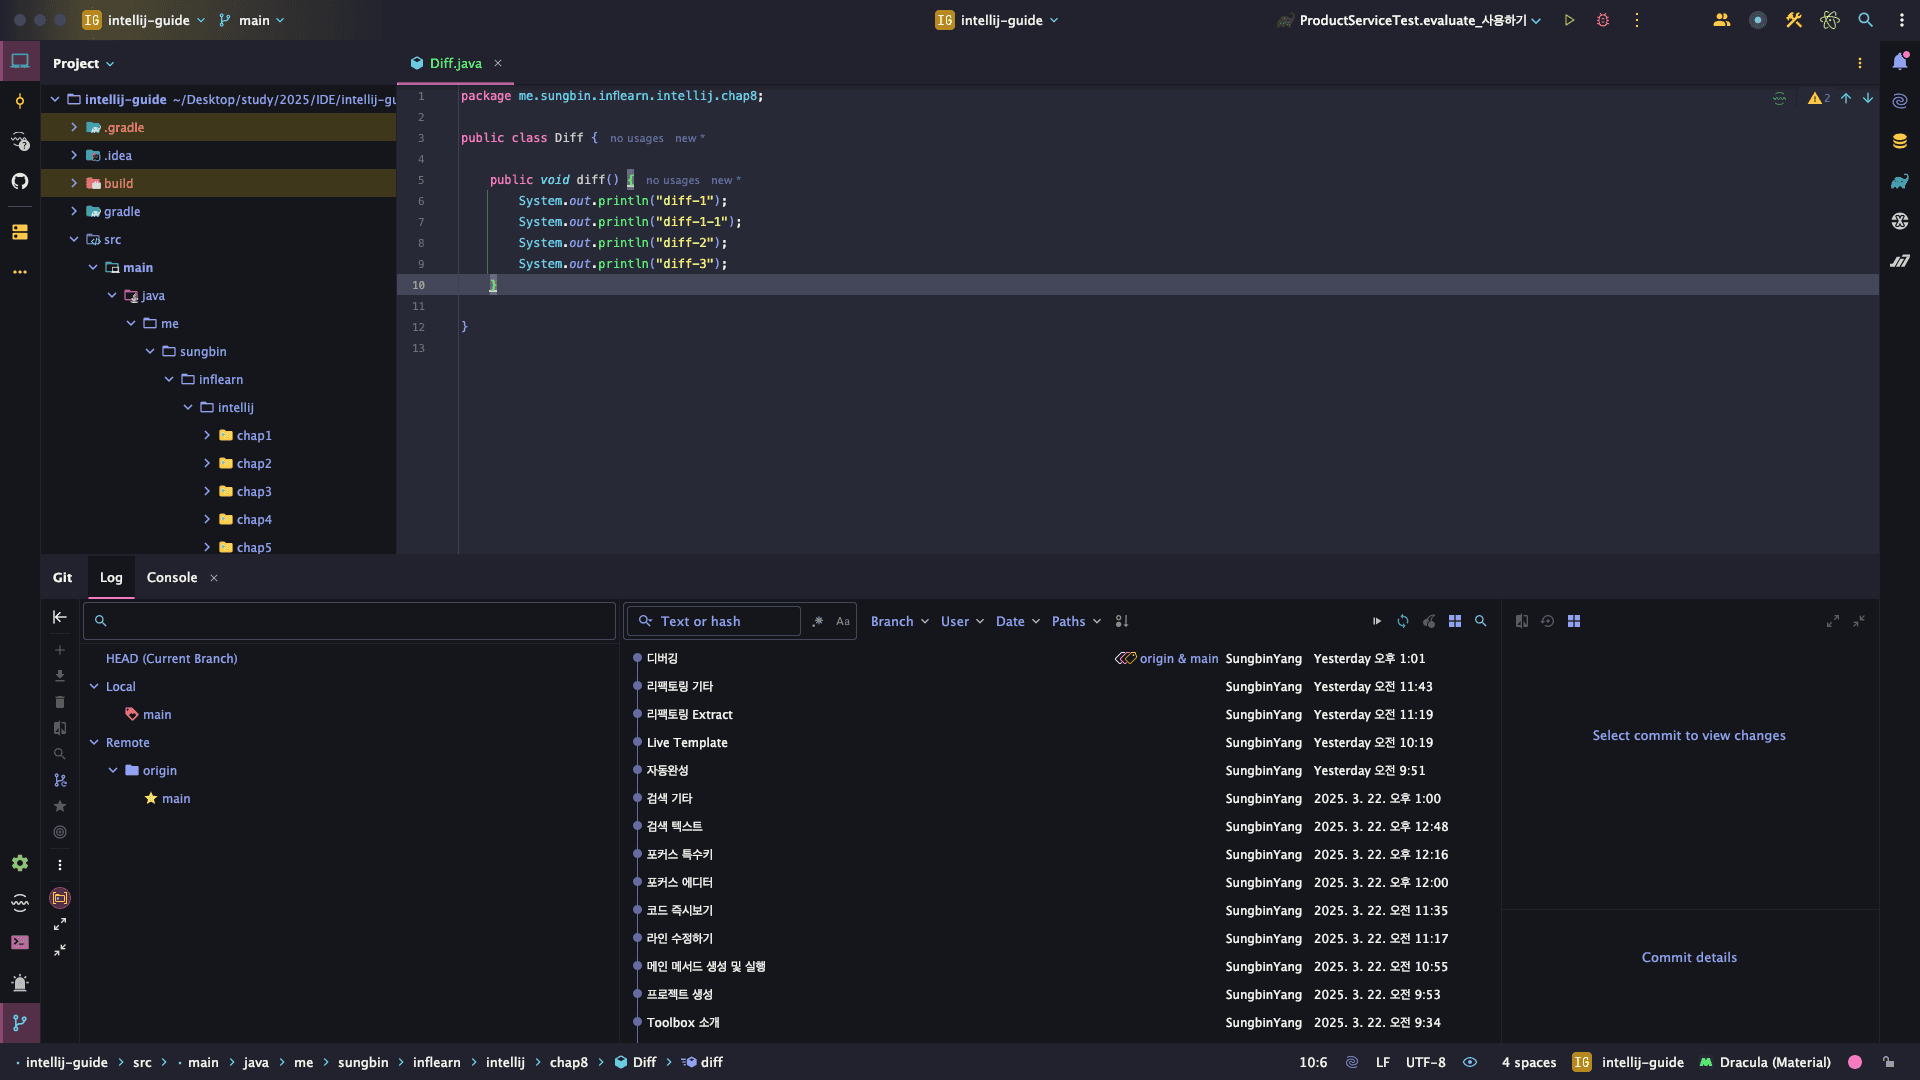 IG intellij-guide main
IG intellij-guide
ProductServiceTest.evaluate_사용하기
Project
Diff.java
intellij-guide ~/Desktop/study/2025/IDE/intellij-gu
.gradle
.idea
build
gradle
src
main
java
me
sungbin
inflearn
intellij
chap1
chap2
chap3
chap4
chap5
1 package me.sungbin.inflearn.intellij.chap8;
2
3 public class Diff { no usages new *
4
5 public void diff() { no usages new *
6 System.out.println("diff-1");
7 System.out.println("diff-1-1");
8 System.out.println("diff-2");
9 System.out.println("diff-3");
10 }
11
12 }
13
2
Git Log Console
Text or hash
Aa
Branch User Date Paths
HEAD (Current Branch)
Local
main
Remote
origin
main
디버깅 origin & main SungbinYang Yesterday 오후 1:01
리팩토링 기타 SungbinYang Yesterday 오전 11:43
리팩토링 Extract SungbinYang Yesterday 오전 11:19
Live Template SungbinYang Yesterday 오전 10:19
자동완성 SungbinYang Yesterday 오전 9:51
검색 기타 SungbinYang 2025. 3. 22. 오후 1:00
검색 텍스트 SungbinYang 2025. 3. 22. 오후 12:48
포커스 특수키 SungbinYang 2025. 3. 22. 오후 12:16
포커스 에디터 SungbinYang 2025. 3. 22. 오후 12:00
코드 즉시보기 SungbinYang 2025. 3. 22. 오전 11:35
라인 수정하기 SungbinYang 2025. 3. 22. 오전 11:17
메인 메서드 생성 및 실행 SungbinYang 2025. 3. 22. 오전 10:55
프로젝트 생성 SungbinYang 2025. 3. 22. 오전 9:53
Toolbox 소개 SungbinYang 2025. 3. 22. 오전 9:34
Select commit to view changes
Commit details
intellij-guide > src > main > java > me > sungbin > inflearn > intellij > chap8 > Diff > diff
10:6 LF UTF-8 4 spaces IG intellij-guide Dracula (Material)